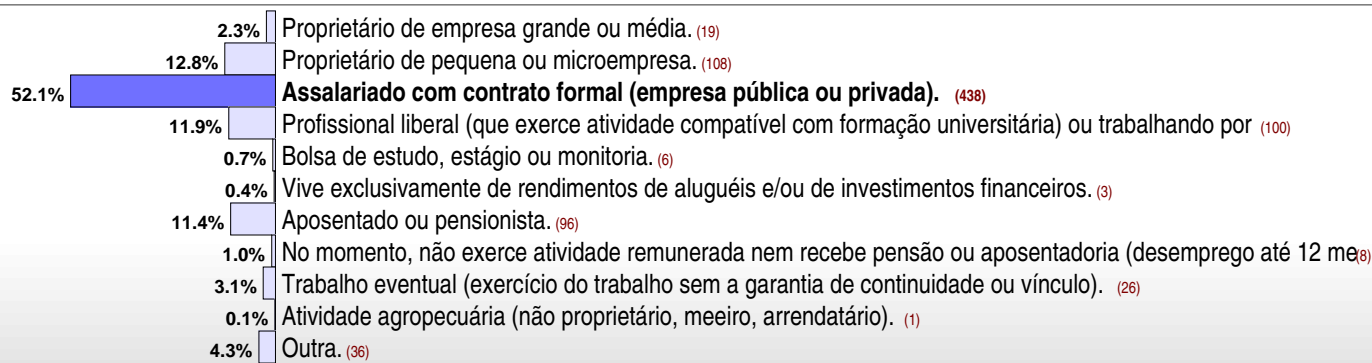 2.3% Proprietário de empresa grande ou média. (19)
12.8% Proprietário de pequena ou microempresa. (108)
52.1% Assalariado com contrato formal (empresa pública ou privada). (438)
11.9% Profissional liberal (que exerce atividade compatível com formação universitária) ou trabalhando por (100)
0.7% Bolsa de estudo, estágio ou monitoria. (6)
0.4% Vive exclusivamente de rendimentos de aluguéis e/ou de investimentos financeiros. (3)
11.4% Aposentado ou pensionista. (96)
1.0% No momento, não exerce atividade remunerada nem recebe pensão ou aposentadoria (desemprego até 12 me (8)
3.1% Trabalho eventual (exercício do trabalho sem a garantia de continuidade ou vínculo). (26)
0.1% Atividade agropecuária (não proprietário, meeiro, arrendatário). (1)
4.3% Outra. (36)